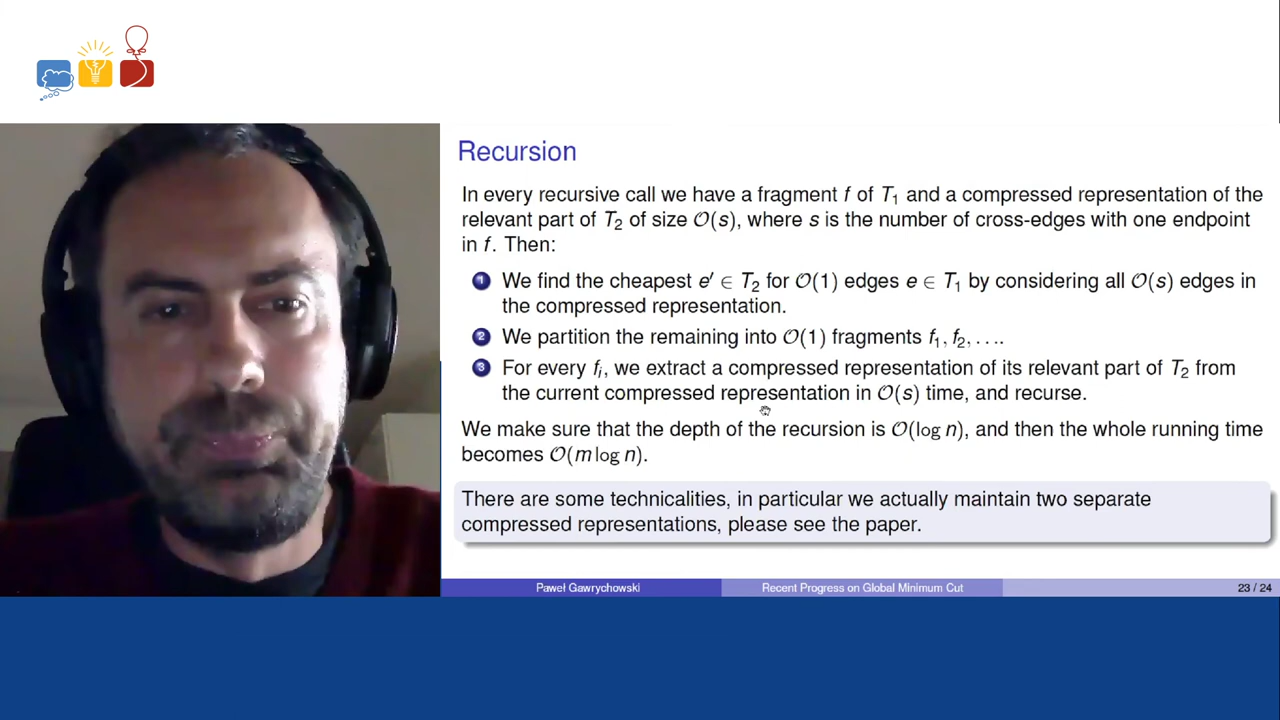 Recursion
In every recursive call we have a fragment f of T₁ and a compressed representation of the
relevant part of T₂ of size 𝒪(s), where s is the number of cross-edges with one endpoint
in f. Then:
1 We find the cheapest e′ ∈ T₂ for 𝒪(1) edges e ∈ T₁ by considering all 𝒪(s) edges in
the compressed representation.
2 We partition the remaining into 𝒪(1) fragments f₁, f₂, ....
3 For every fᵢ, we extract a compressed representation of its relevant part of T₂ from
the current compressed representation in 𝒪(s) time, and recurse.
We make sure that the depth of the recursion is 𝒪(log n), and then the whole running time
becomes 𝒪(m log n).
There are some technicalities, in particular we actually maintain two separate
compressed representations, please see the paper.
Paweł Gawrychowski Recent Progress on Global Minimum Cut 23 / 24